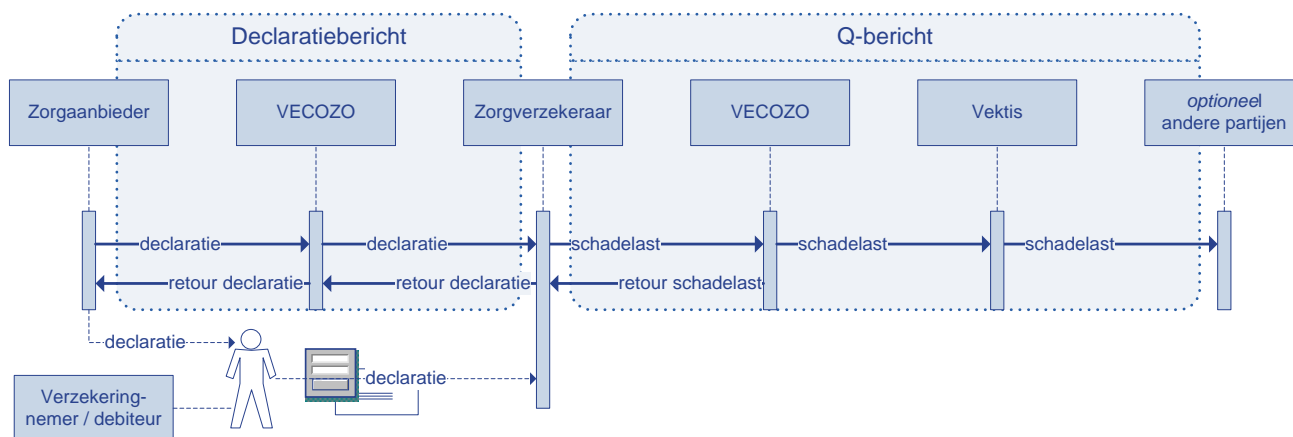 Declaratiebericht
Q-bericht
Zorgaanbieder
VECOZO
Zorgverzekeraar
VECOZO
Vektis
optioneel
andere partijen
declaratie
declaratie
schadelast
schadelast
schadelast
retour declaratie
retour declaratie
retour schadelast
declaratie
declaratie
Verzekering-
nemer / debiteur